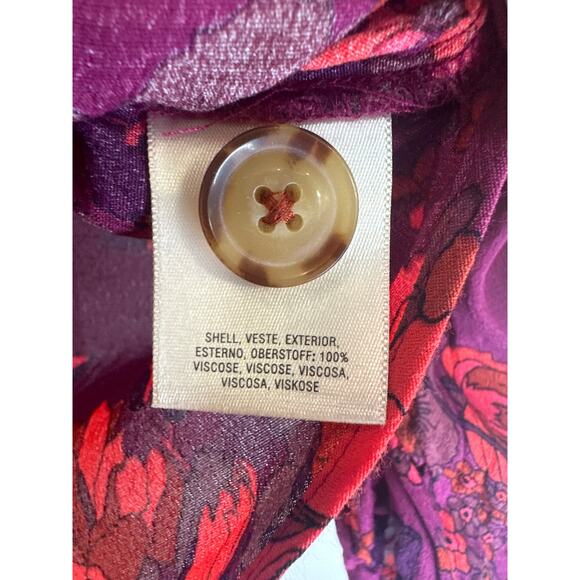 SHELL, VESTE, EXTERIOR,
ESTERNO, OBERSTOFF: 100%
VISCOSE, VISCOSE, VISCOSA,
VISCOSA, VISKOSE